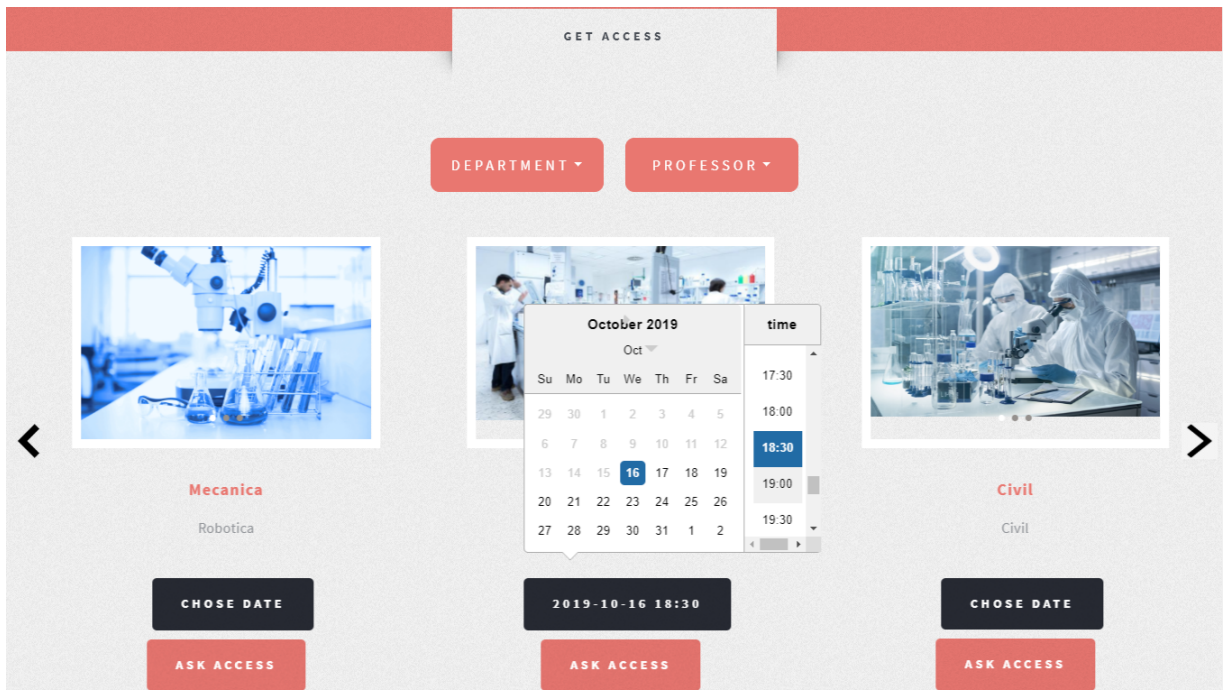 GET ACCESS
DEPARTMENT
PROFESSOR
October 2019
time
Oct
Su Mo Tu We Th Fr Sa
29 30 1 2 3 4 5
6 7 8 9 10 11 12
13 14 15 16 17 18 19
20 21 22 23 24 25 26
27 28 29 30 31 1 2
17:30
18:00
18:30
19:00
19:30
Mecanica
Robotica
Civil
Civil
CHOSE DATE
2019-10-16 18:30
CHOSE DATE
ASK ACCESS
ASK ACCESS
ASK ACCESS